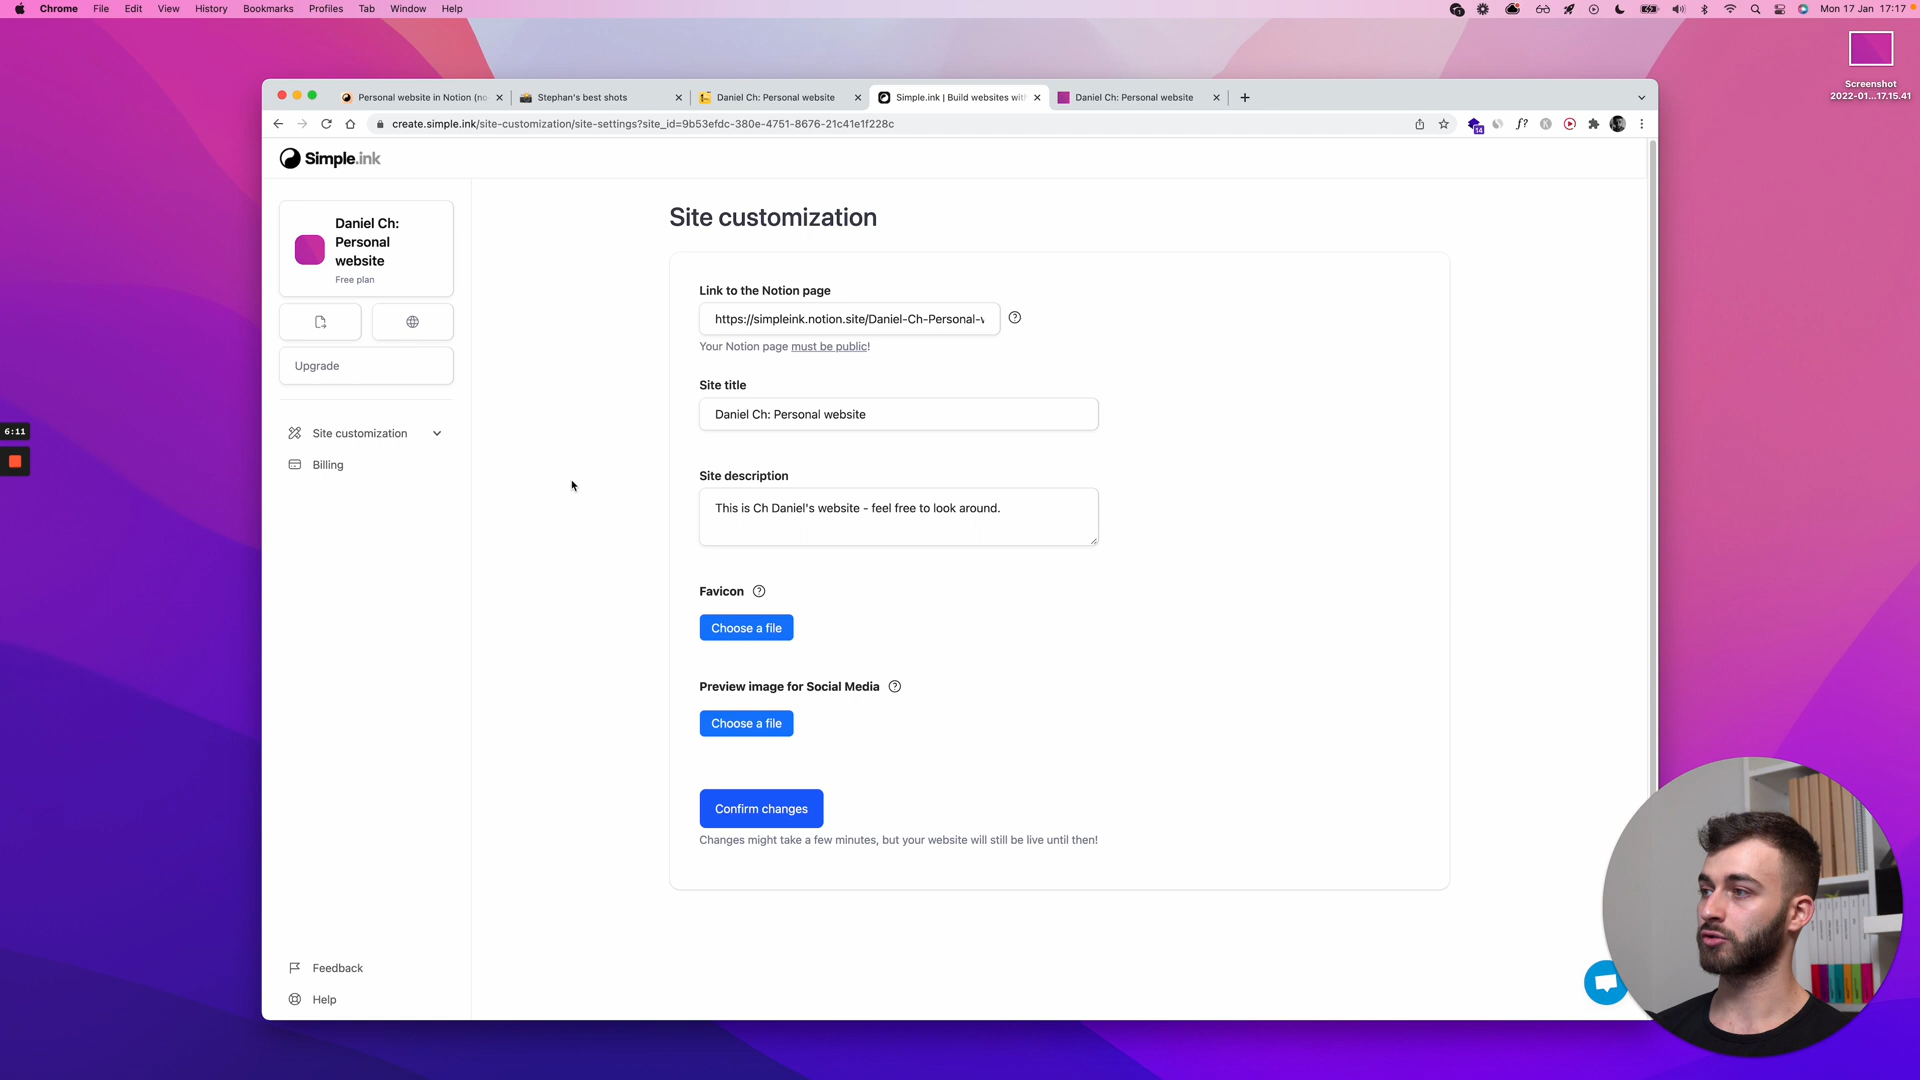 Chrome File Edit View History Bookmarks Profiles Tab Window Help
Mon 17 Jan 17:17
Screenshot
2022-01...17.15.41
Personal website in Notion (no
Stephan's best shots
Daniel Ch: Personal website
Simple.ink | Build websites wit
Daniel Ch: Personal website
create.simple.ink/site-customization/site-settings?site_id=9b53efdc-380e-4751-8676-21c41e1f228c
f?
14
Simple.ink
Daniel Ch:
Personal
website
Free plan
Upgrade
Site customization
Billing
6:11
Site customization
Link to the Notion page
https://simpleink.notion.site/Daniel-Ch-Personal-
Your Notion page must be public!
Site title
Daniel Ch: Personal website
Site description
This is Ch Daniel's website - feel free to look around.
Favicon
Choose a file
Preview image for Social Media
Choose a file
Confirm changes
Changes might take a few minutes, but your website will still be live until then!
Feedback
Help